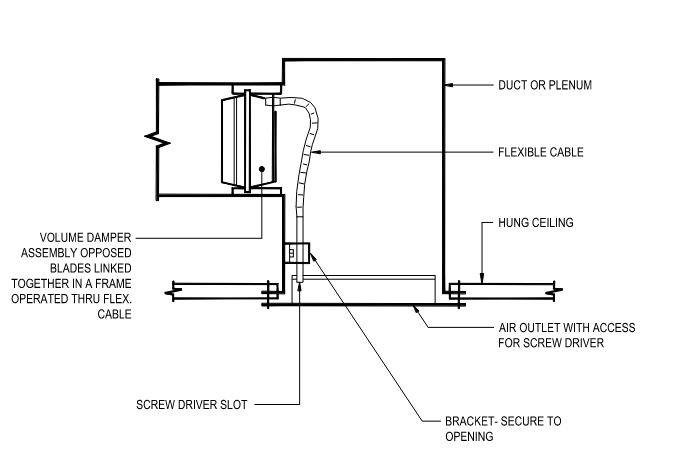 DUCT OR PLENUM
FLEXIBLE CABLE
HUNG CEILING
VOLUME DAMPER
ASSEMBLY OPPOSED
BLADES LINKED
TOGETHER IN A FRAME
OPERATED THRU FLEX.
CABLE
AIR OUTLET WITH ACCESS
FOR SCREW DRIVER
SCREW DRIVER SLOT
BRACKET- SECURE TO
OPENING